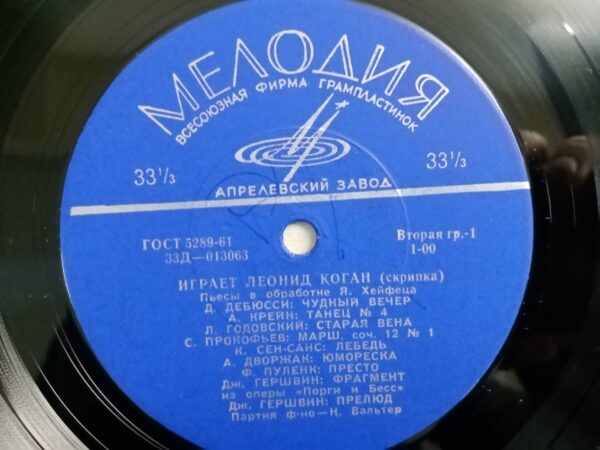 МЕЛОДИЯ
ВСЕСОЮЗНАЯ ФИРМА ГРАМПЛАСТИНОК
33⅓
33⅓
АПРЕЛЕВСКИЙ ЗАВОД
ГОСТ 5289-61
33Д—013063
Вторая гр.-1
1-00
ИГРАЕТ ЛЕОНИД КОГАН (скрипка)
Пьесы в обработке Я. Хейфеца
Д. ДЕБЮССИ: ЧУДНЫЙ ВЕЧЕР
А. КРЕЙН: ТАНЕЦ № 4
Л. ГОДОВСКИЙ: СТАРАЯ ВЕНА
С. ПРОКОФЬЕВ: МАРШ, соч. 12 № 1
К. СЕН-САНС: ЛЕБЕДЬ
А. ДВОРЖАК: ЮМОРЕСКА
Ф. ПУЛЕНК: ПРЕСТО
Дж. ГЕРШВИН: ФРАГМЕНТ
из оперы «Порги и Бесс»
Дж. ГЕРШВИН: ПРЕЛЮД
Партия ф-но—Н. Вальтер